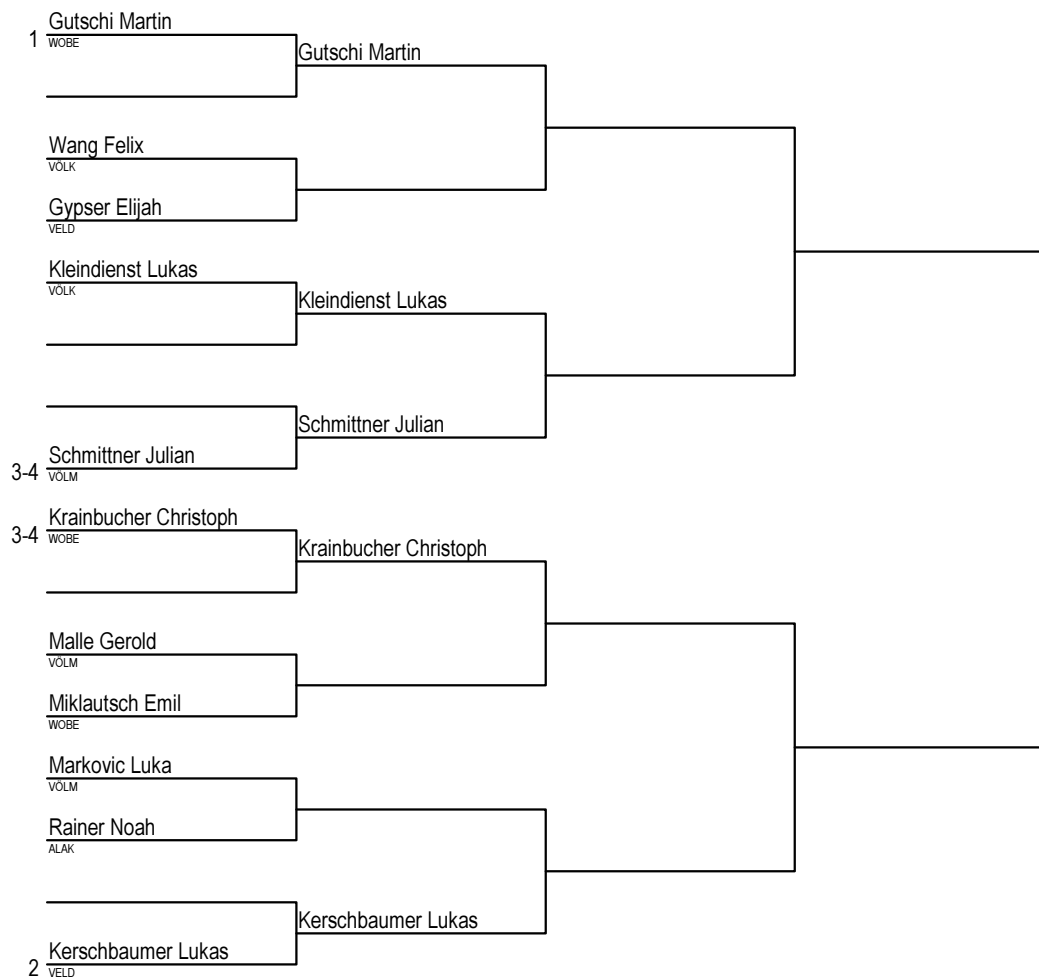 Gutschi Martin
1 WOBE
Gutschi Martin
Wang Felix
VÖLK
Gypser Elijah
VELD
Kleindienst Lukas
VÖLK
Kleindienst Lukas
Schmittner Julian
Schmittner Julian
3-4 VÖLM
Krainbucher Christoph
3-4 WOBE
Krainbucher Christoph
Malle Gerold
VÖLM
Miklautsch Emil
WOBE
Markovic Luka
VÖLM
Rainer Noah
ALAK
Kerschbaumer Lukas
Kerschbaumer Lukas
2 VELD